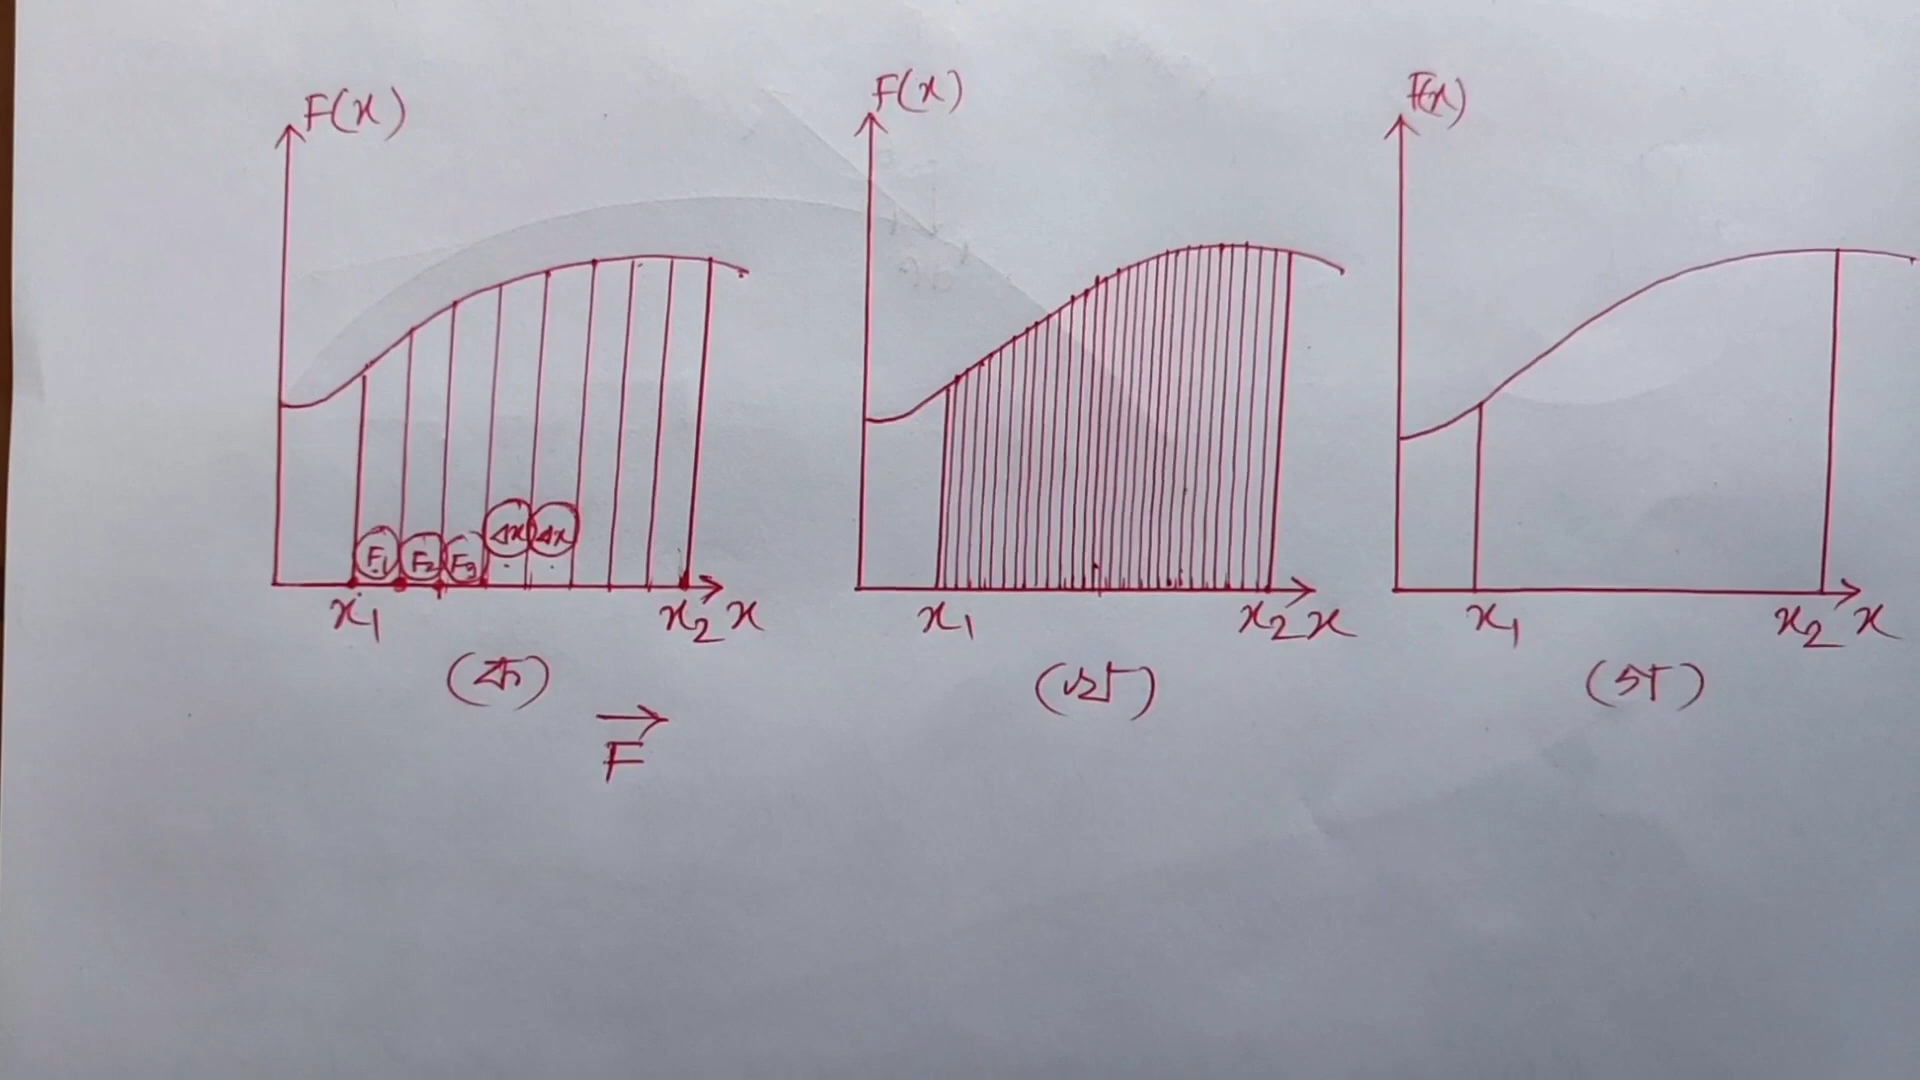 F(x) F(x) F(x)
F₁ F₂ F₃ Δx Δx
x₁ x₂ x x₁ x₂ x x₁ x₂ x
(ক) (খ) (গ)
F⃗